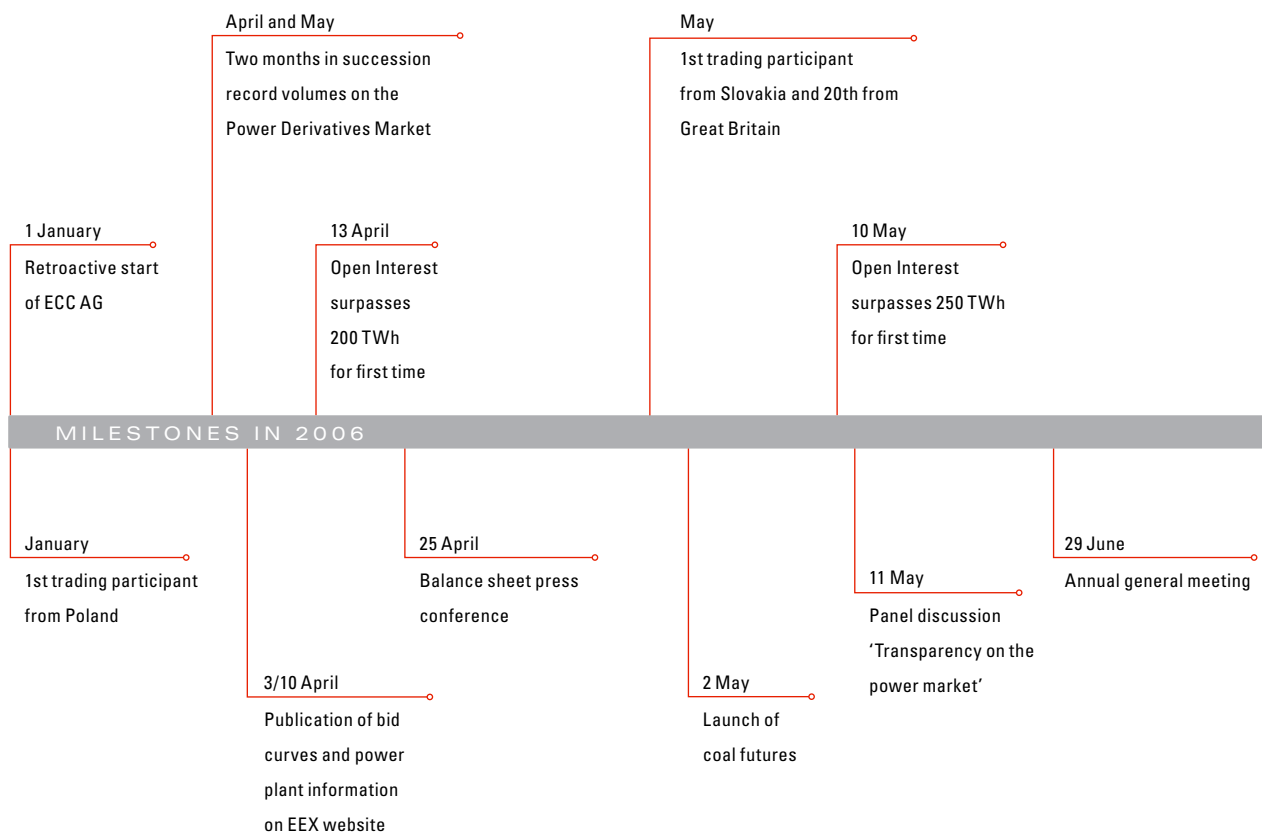 April and May
Two months in succession
record volumes on the
Power Derivatives Market
May
1st trading participant
from Slovakia and 20th from
Great Britain
1 January
Retroactive start
of ECC AG
13 April
Open Interest
surpasses
200 TWh
for first time
10 May
Open Interest
surpasses 250 TWh
for first time
MILESTONES IN 2006
January
1st trading participant
from Poland
3/10 April
Publication of bid
curves and power
plant information
on EEX website
25 April
Balance sheet press
conference
2 May
Launch of
coal futures
11 May
Panel discussion
‘Transparency on the
power market’
29 June
Annual general meeting